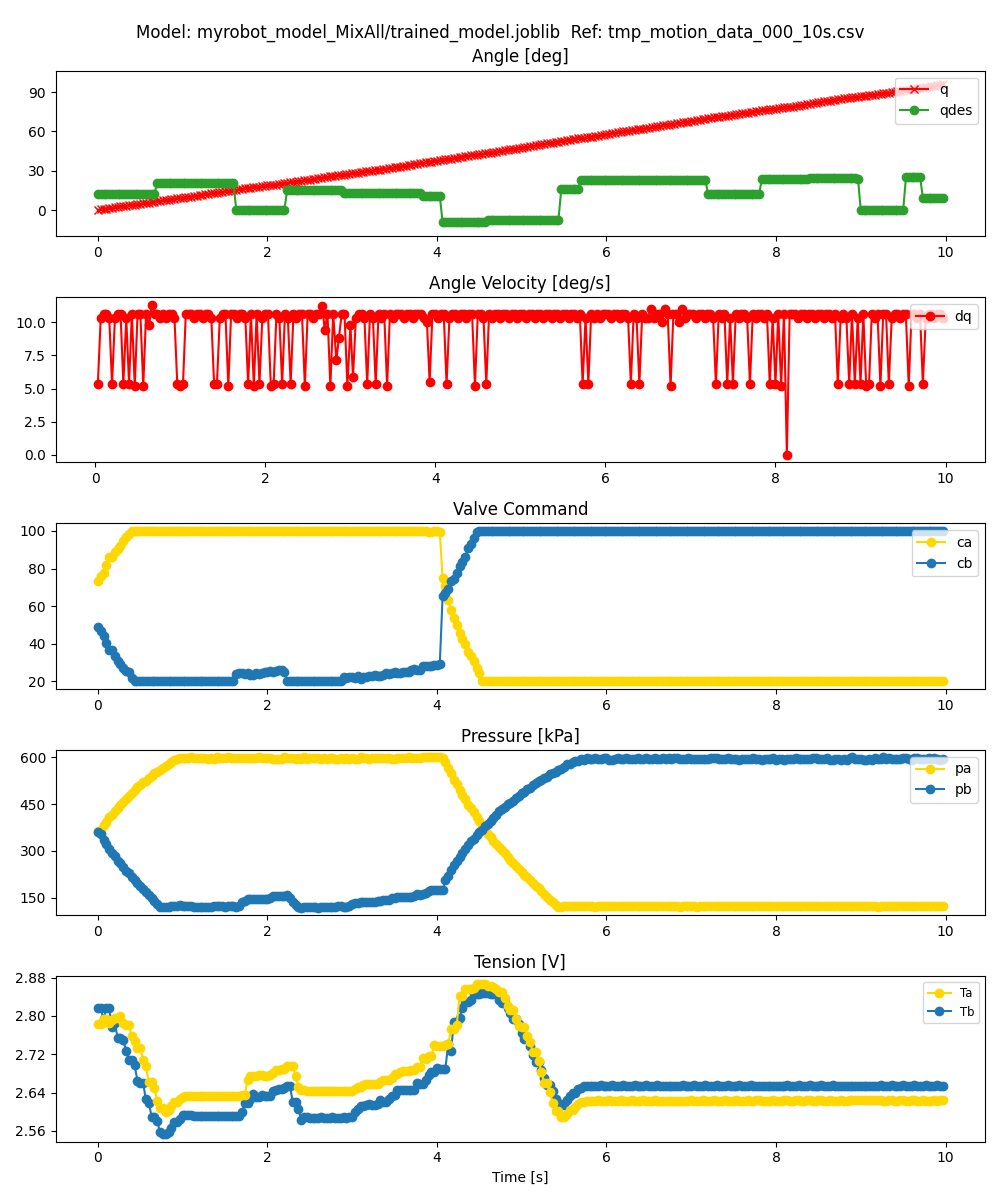 Model: myrobot_model_MixAll/trained_model.joblib  Ref: tmp_motion_data_000_10s.csv
Angle [deg]
90
60
30
0
q
qdes
0 2 4 6 8 10
Angle Velocity [deg/s]
10.0
7.5
5.0
2.5
0.0
dq
0 2 4 6 8 10
Valve Command
100
80
60
40
20
ca
cb
0 2 4 6 8 10
Pressure [kPa]
600
450
300
150
pa
pb
0 2 4 6 8 10
Tension [V]
2.88
2.80
2.72
2.64
2.56
Ta
Tb
0 2 4 6 8 10
Time [s]